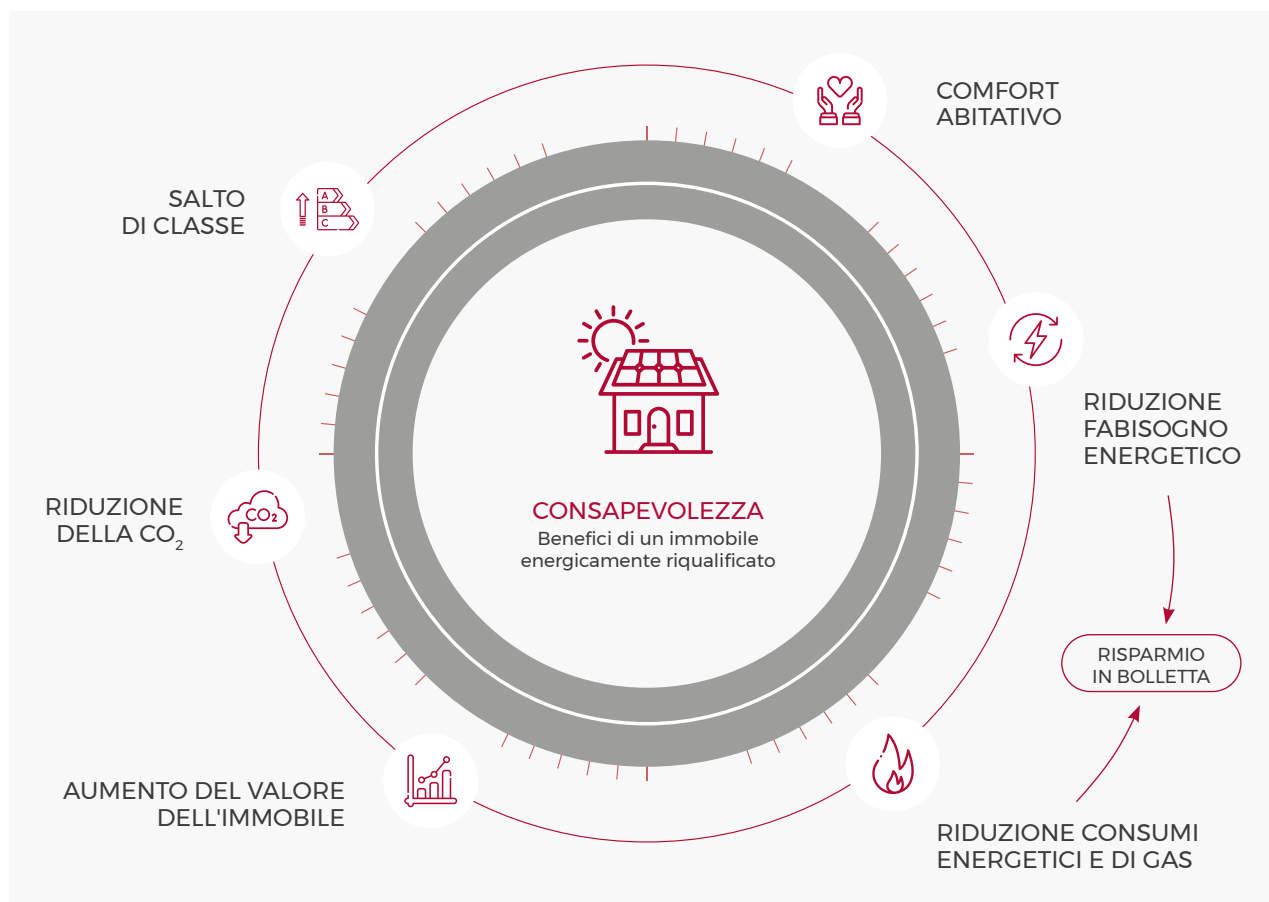 COMFORT
ABITATIVO
SALTO
DI CLASSE
A
B
C
RIDUZIONE
FABISOGNO
ENERGETICO
RIDUZIONE
DELLA CO₂
CO₂
CONSAPEVOLEZZA
Benefici di un immobile
energicamente riqualificato
RISPARMIO
IN BOLLETTA
AUMENTO DEL VALORE
DELL'IMMOBILE
RIDUZIONE CONSUMI
ENERGETICI E DI GAS